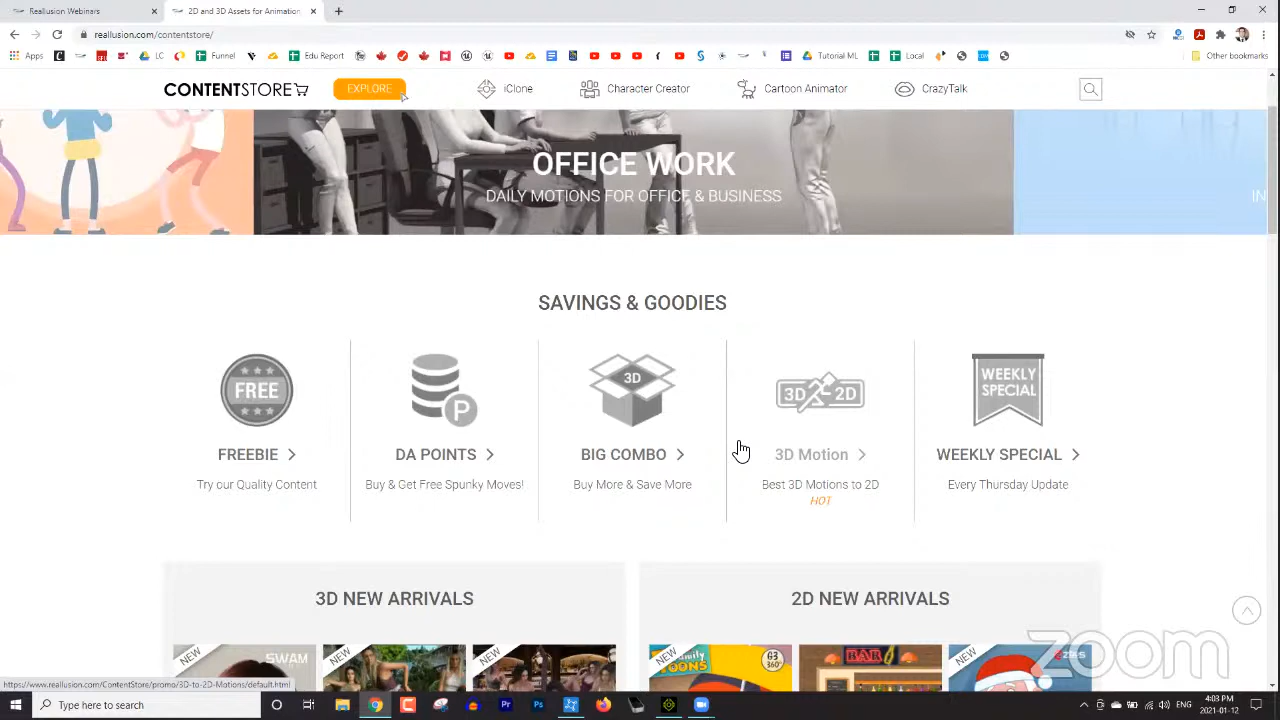 Reallusion Webinars
2D and 3D Assets for Animation
reallusion.com/contentstore/
Apps
LC
Funnel
Edu Report
Tutorial ML
Local
Other bookmarks
CONTENTSTORE
EXPLORE
iClone
Character Creator
Cartoon Animator
CrazyTalk
OFFICE WORK
DAILY MOTIONS FOR OFFICE & BUSINESS
IN
SAVINGS & GOODIES
FREE
P
3D
3D 2D
WEEKLY
SPECIAL
FREEBIE
DA POINTS
BIG COMBO
3D Motion
WEEKLY SPECIAL
Try our Quality Content
Buy & Get Free Spunky Moves!
Buy More & Save More
Best 3D Motions to 2D
Every Thursday Update
HOT
3D NEW ARRIVALS
2D NEW ARRIVALS
NEW
SWAM
NEW
NEW
NEW
G3
360°
BAR
NEW
zoom
https://www.reallusion.com/ContentStore/promo/3D-to-2D-Motions/default.html
Type here to search
ENG
4:03 PM
2021-01-12